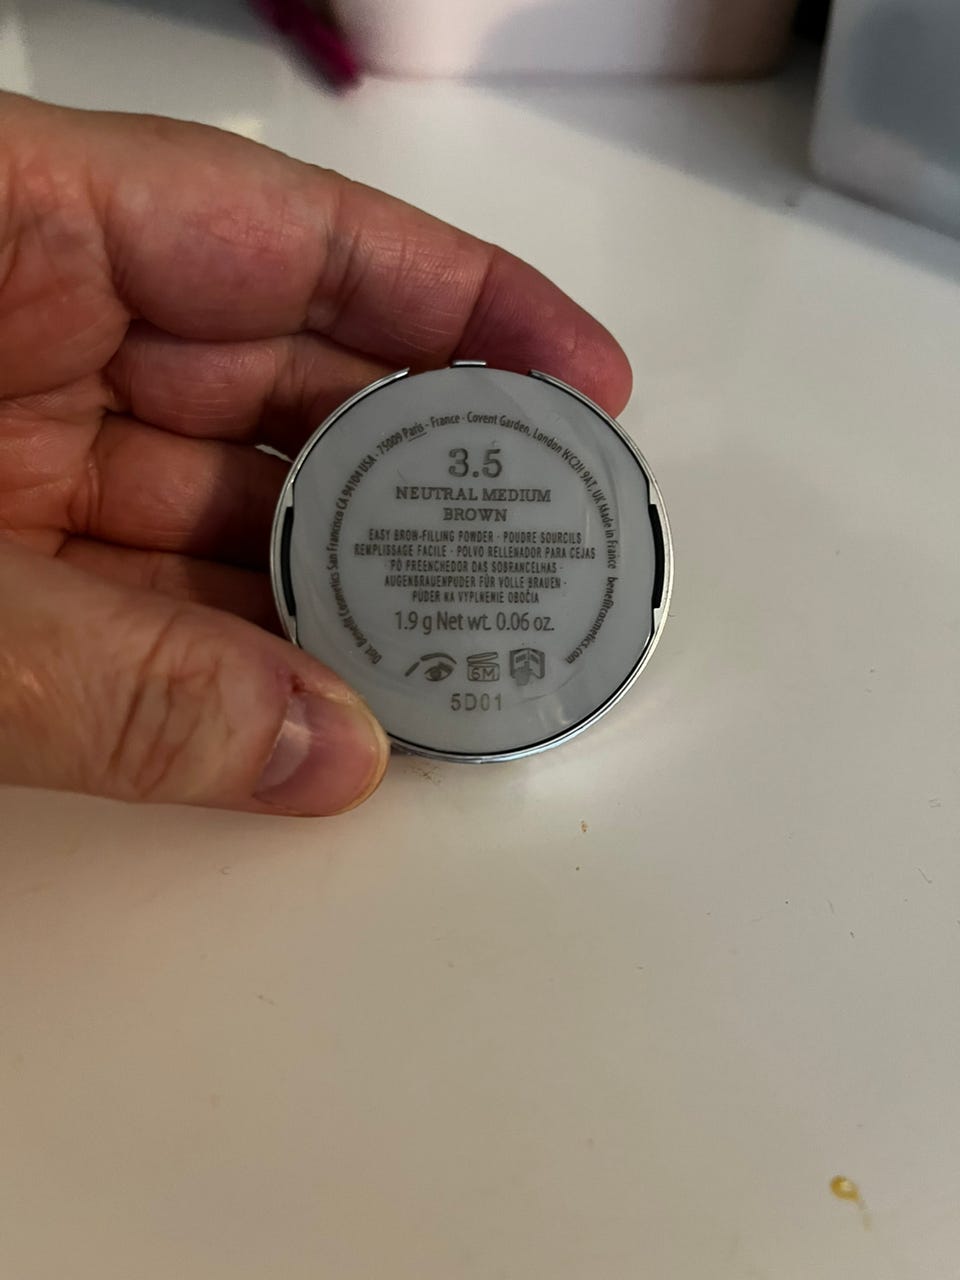 Dist. Benefit Cosmetics San Francisco CA 94104 USA · 75009 Paris - France · Covent Garden, London WC2H 9AT, UK Made in France benefitcosmetics.com
3.5
NEUTRAL MEDIUM
BROWN
EASY BROW-FILLING POWDER · POUDRE SOURCILS
REMPLISSAGE FACILE · POLVO RELLENADOR PARA CEJAS
· PÓ PREENCHEDOR DAS SOBRANCELHAS ·
AUGENBRAUENPUDER FÜR VOLLE BRAUEN ·
PÚDER NA VYPLNENIE OBOČIA
1.9 g Net wt. 0.06 oz.
6M
5D01